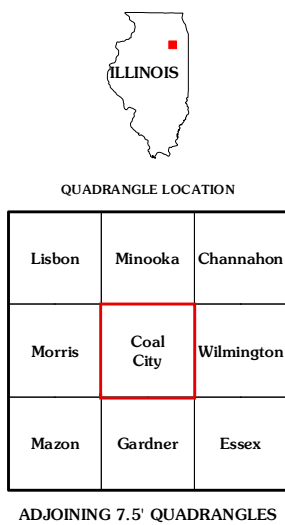 ILLINOIS
QUADRANGLE LOCATION
Lisbon Minooka Channahon
Morris Coal City Wilmington
Mazon Gardner Essex
ADJOINING 7.5' QUADRANGLES